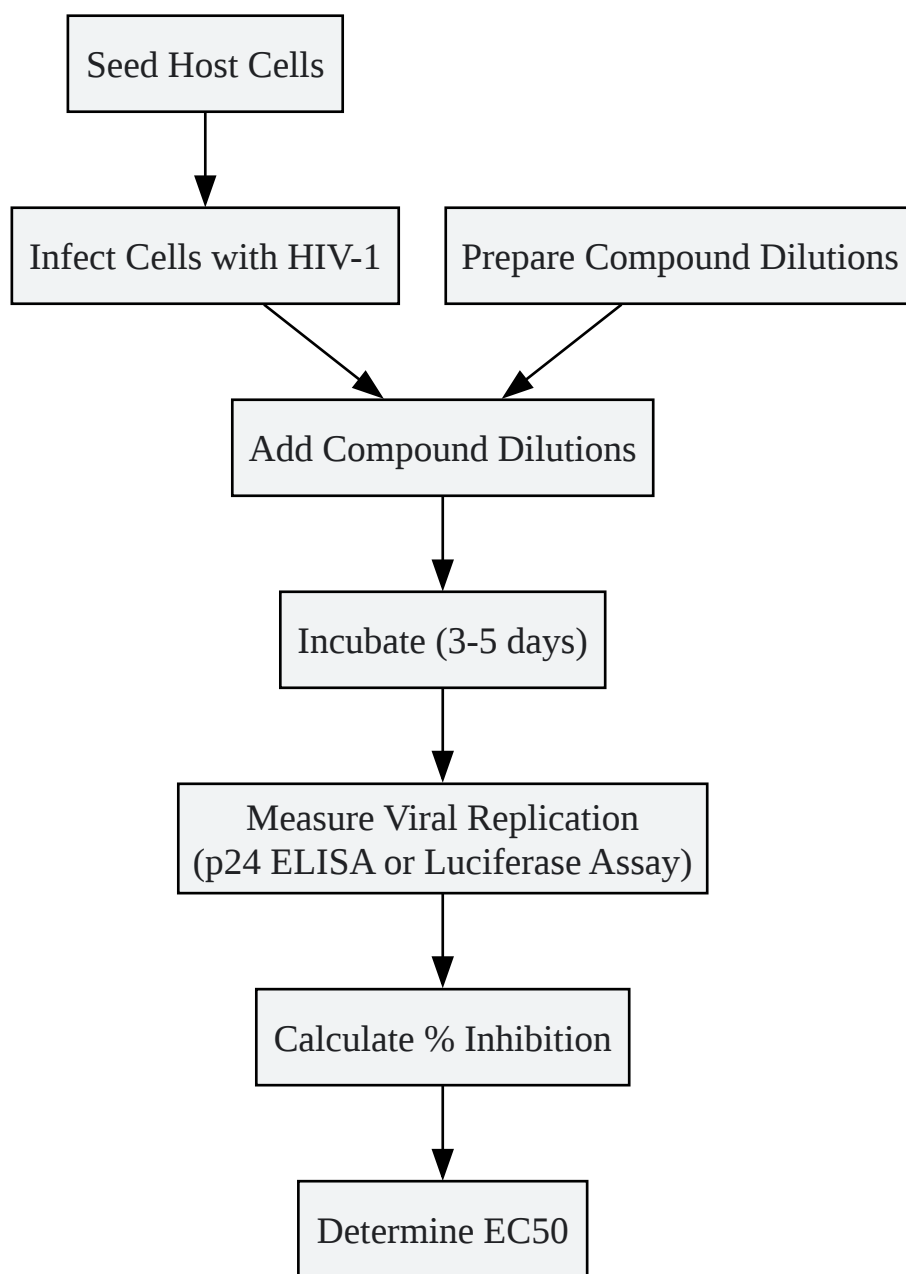 Seed Host Cells
Infect Cells with HIV-1
Prepare Compound Dilutions
Add Compound Dilutions
Incubate (3-5 days)
Measure Viral Replication
(p24 ELISA or Luciferase Assay)
Calculate % Inhibition
Determine EC50